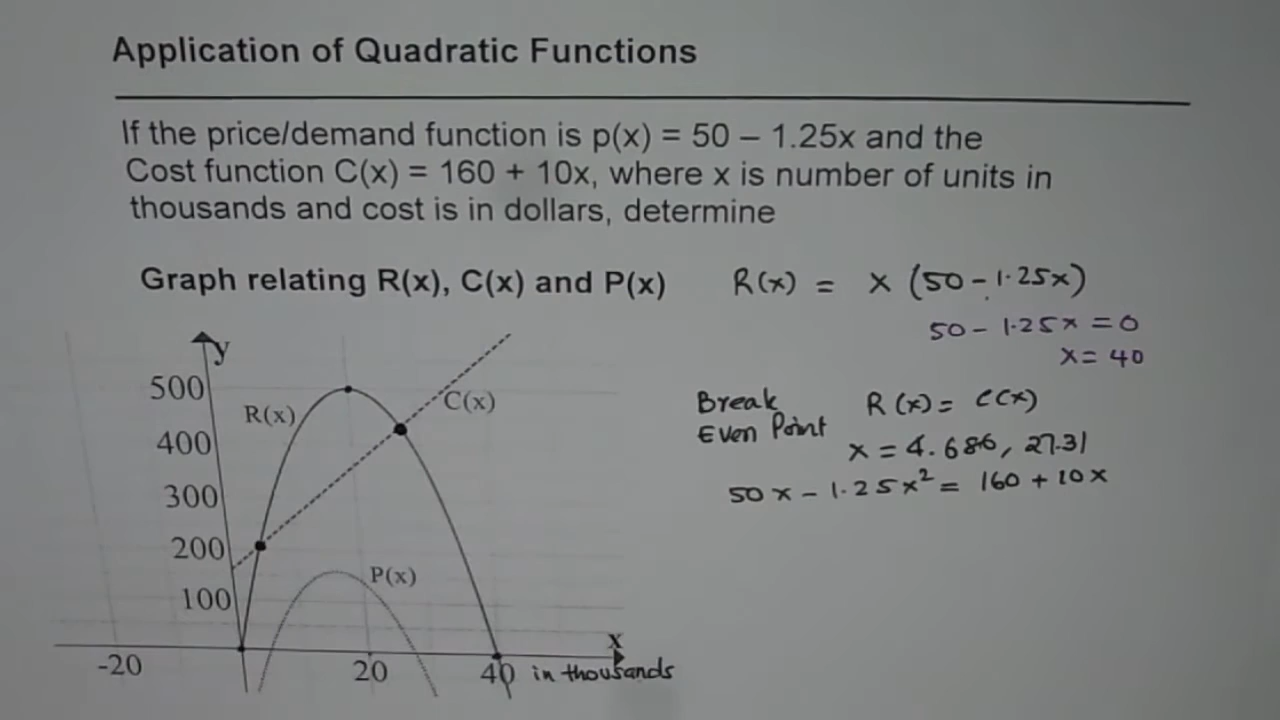 Application of Quadratic Functions
If the price/demand function is p(x) = 50 – 1.25x and the
Cost function C(x) = 160 + 10x, where x is number of units in
thousands and cost is in dollars, determine
Graph relating R(x), C(x) and P(x)
R(x) = x (50 - 1.25x)
50 - 1.25x = 0
x = 40
Break
Even Point
R(x) = C(x)
x = 4.686, 27.31
50x - 1.25x² = 160 + 10x
y
500
R(x)
C(x)
400
300
200
P(x)
100
x
-20
20
40
in thousands